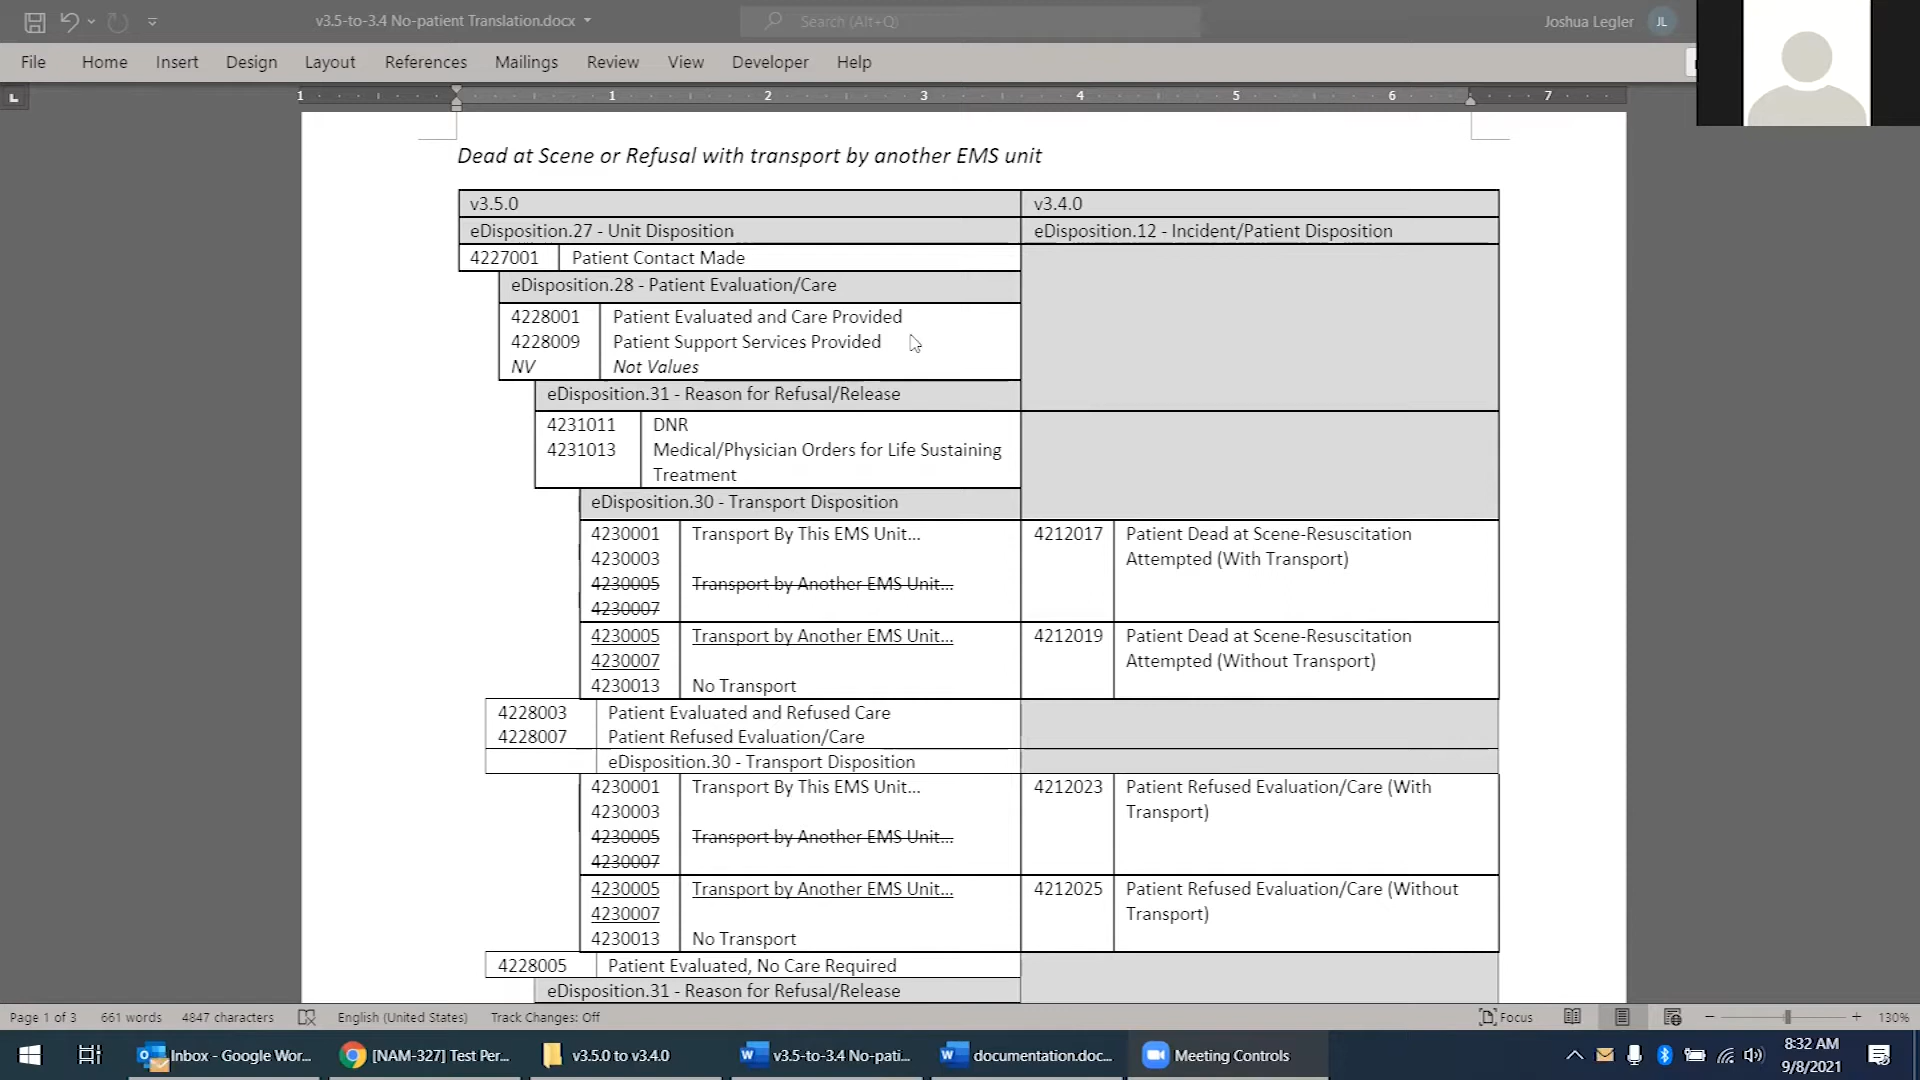 v3.5-to-3.4 No-patient Translation.docx
Search (Alt+Q)
Joshua Legler JL
File Home Insert Design Layout References Mailings Review View Developer Help
1 1 2 3 4 5 6 7
Dead at Scene or Refusal with transport by another EMS unit
v3.5.0 v3.4.0
eDisposition.27 - Unit Disposition eDisposition.12 - Incident/Patient Disposition
4227001 Patient Contact Made
eDisposition.28 - Patient Evaluation/Care
4228001 Patient Evaluated and Care Provided
4228009 Patient Support Services Provided
NV Not Values
eDisposition.31 - Reason for Refusal/Release
4231011 DNR
4231013 Medical/Physician Orders for Life Sustaining
Treatment
eDisposition.30 - Transport Disposition
4230001 Transport By This EMS Unit... 4212017 Patient Dead at Scene-Resuscitation
4230003 Attempted (With Transport)
4230005 Transport by Another EMS Unit...
4230007
4230005 Transport by Another EMS Unit... 4212019 Patient Dead at Scene-Resuscitation
4230007 Attempted (Without Transport)
4230013 No Transport
4228003 Patient Evaluated and Refused Care
4228007 Patient Refused Evaluation/Care
eDisposition.30 - Transport Disposition
4230001 Transport By This EMS Unit... 4212023 Patient Refused Evaluation/Care (With
4230003 Transport)
4230005 Transport by Another EMS Unit...
4230007
4230005 Transport by Another EMS Unit... 4212025 Patient Refused Evaluation/Care (Without
4230007 Transport)
4230013 No Transport
4228005 Patient Evaluated, No Care Required
eDisposition.31 - Reason for Refusal/Release
Page 1 of 3 661 words 4847 characters English (United States) Track Changes: Off Focus 130%
Inbox - Google Wor... [NAM-327] Test Per... v3.5.0 to v3.4.0 v3.5-to-3.4 No-pati... documentation.doc... Meeting Controls 8:32 AM
9/8/2021